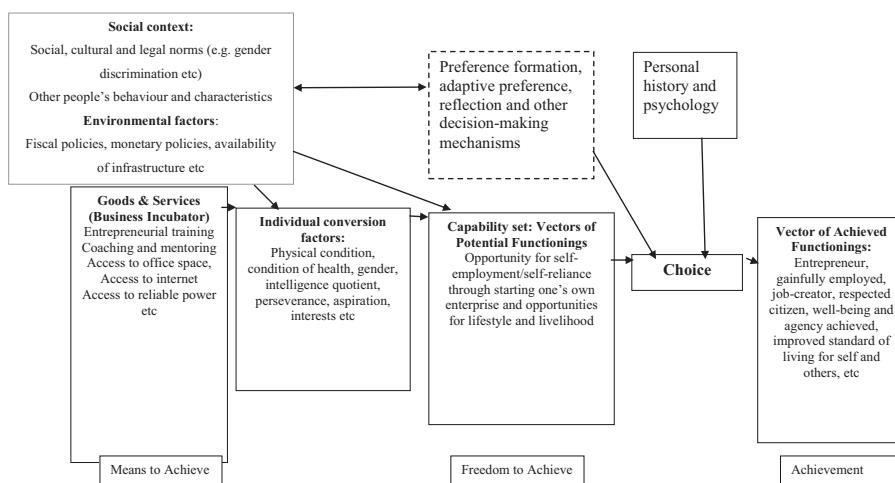 Social context:
Social, cultural and legal norms (e.g. gender
discrimination etc)
Other people's behaviour and characteristics
Environmental factors:
Fiscal policies, monetary policies, availability
of infrastructure etc
Preference formation,
adaptive preference,
reflection and other
decision-making
mechanisms
Personal
history and
psychology
Goods & Services
(Business Incubator)
Entrepreneurial training
Coaching and mentoring
Access to office space,
Access to internet
Access to reliable power
etc
Individual conversion
factors:
Physical condition,
condition of health, gender,
intelligence quotient,
perseverance, aspiration,
interests etc
Capability set: Vectors of
Potential Functionings
Opportunity for self-
employment/self-reliance
through starting one's own
enterprise and opportunities
for lifestyle and livelihood
Choice
Vector of Achieved
Functionings:
Entrepreneur,
gainfully employed,
job-creator, respected
citizen, well-being and
agency achieved,
improved standard of
living for self and
others, etc
Means to Achieve
Freedom to Achieve
Achievement